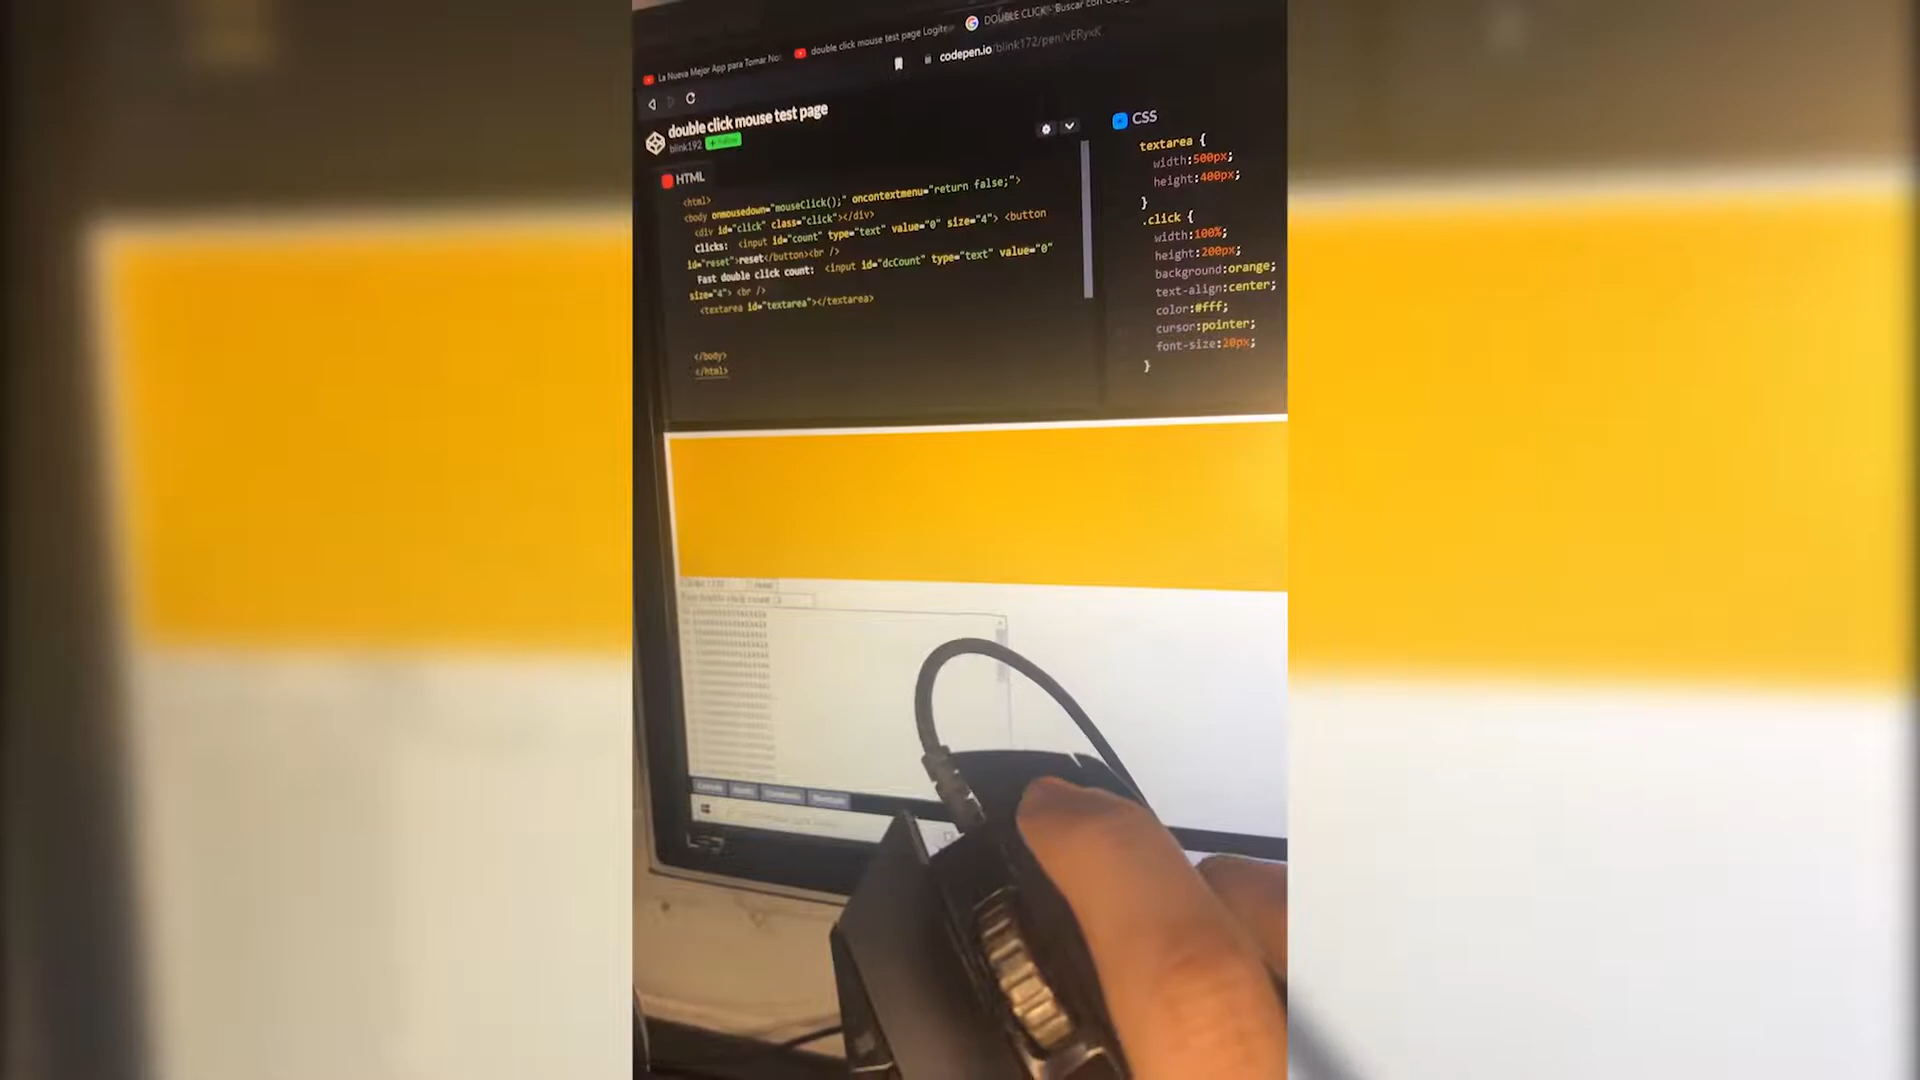 La Nueva Mejor App para Tomar No
double click mouse test page Logite
DOUBLE CLICK - Buscar con
codepen.io/blink172/pen/vERyxK
double click mouse test page
blink192 + Follow
HTML
<html>
<body onmousedown="mouseClick();" oncontextmenu="return false;">
<div id="click" class="click"></div>
Clicks: <input id="count" type="text" value="0" size="4"> <button
id="reset">reset</button><br />
Fast double click count: <input id="dcCount" type="text" value="0"
size="4"> <br />
<textarea id="textarea"></textarea>
</body>
</html>
CSS
textarea {
width:500px;
height:400px;
}
.click {
width:100%;
height:200px;
background:orange;
text-align:center;
color:#fff;
cursor:pointer;
font-size:20px;
}